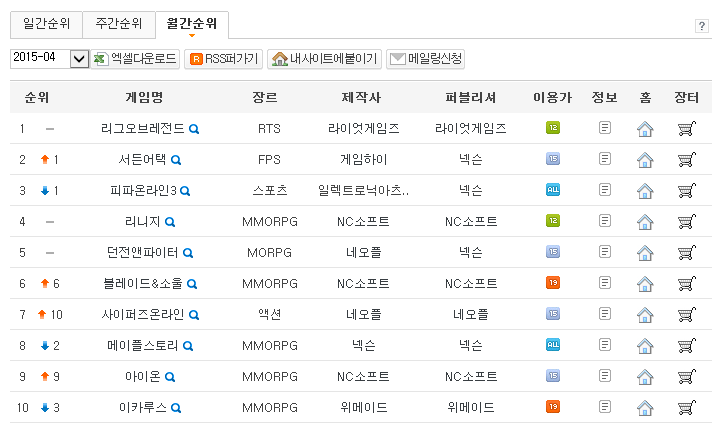 일간순위 주간순위 월간순위 ?
2015-04 엑셀다운로드 RSS퍼가기 내사이트에붙이기 메일링신청
순위 게임명 장르 제작사 퍼블리셔 이용가 정보 홈 장터
1 – 리그오브레전드 RTS 라이엇게임즈 라이엇게임즈 12
2 1 서든어택 FPS 게임하이 넥슨 15
3 1 피파온라인3 스포츠 일렉트로닉아츠.. 넥슨 ALL
4 – 리니지 MMORPG NC소프트 NC소프트 12
5 – 던전앤파이터 MORPG 네오플 넥슨 15
6 6 블레이드&소울 MMORPG NC소프트 NC소프트 19
7 10 사이퍼즈온라인 액션 네오플 네오플 15
8 2 메이플스토리 MMORPG 넥슨 넥슨 ALL
9 9 아이온 MMORPG NC소프트 NC소프트 15
10 3 이카루스 MMORPG 위메이드 위메이드 19